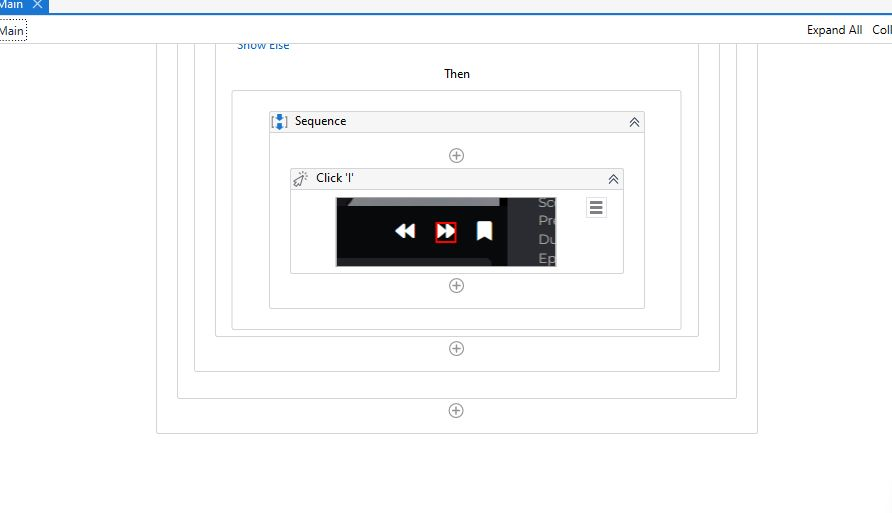 Main
Main
Expand All
Show Else
Then
Sequence
Click 'I'